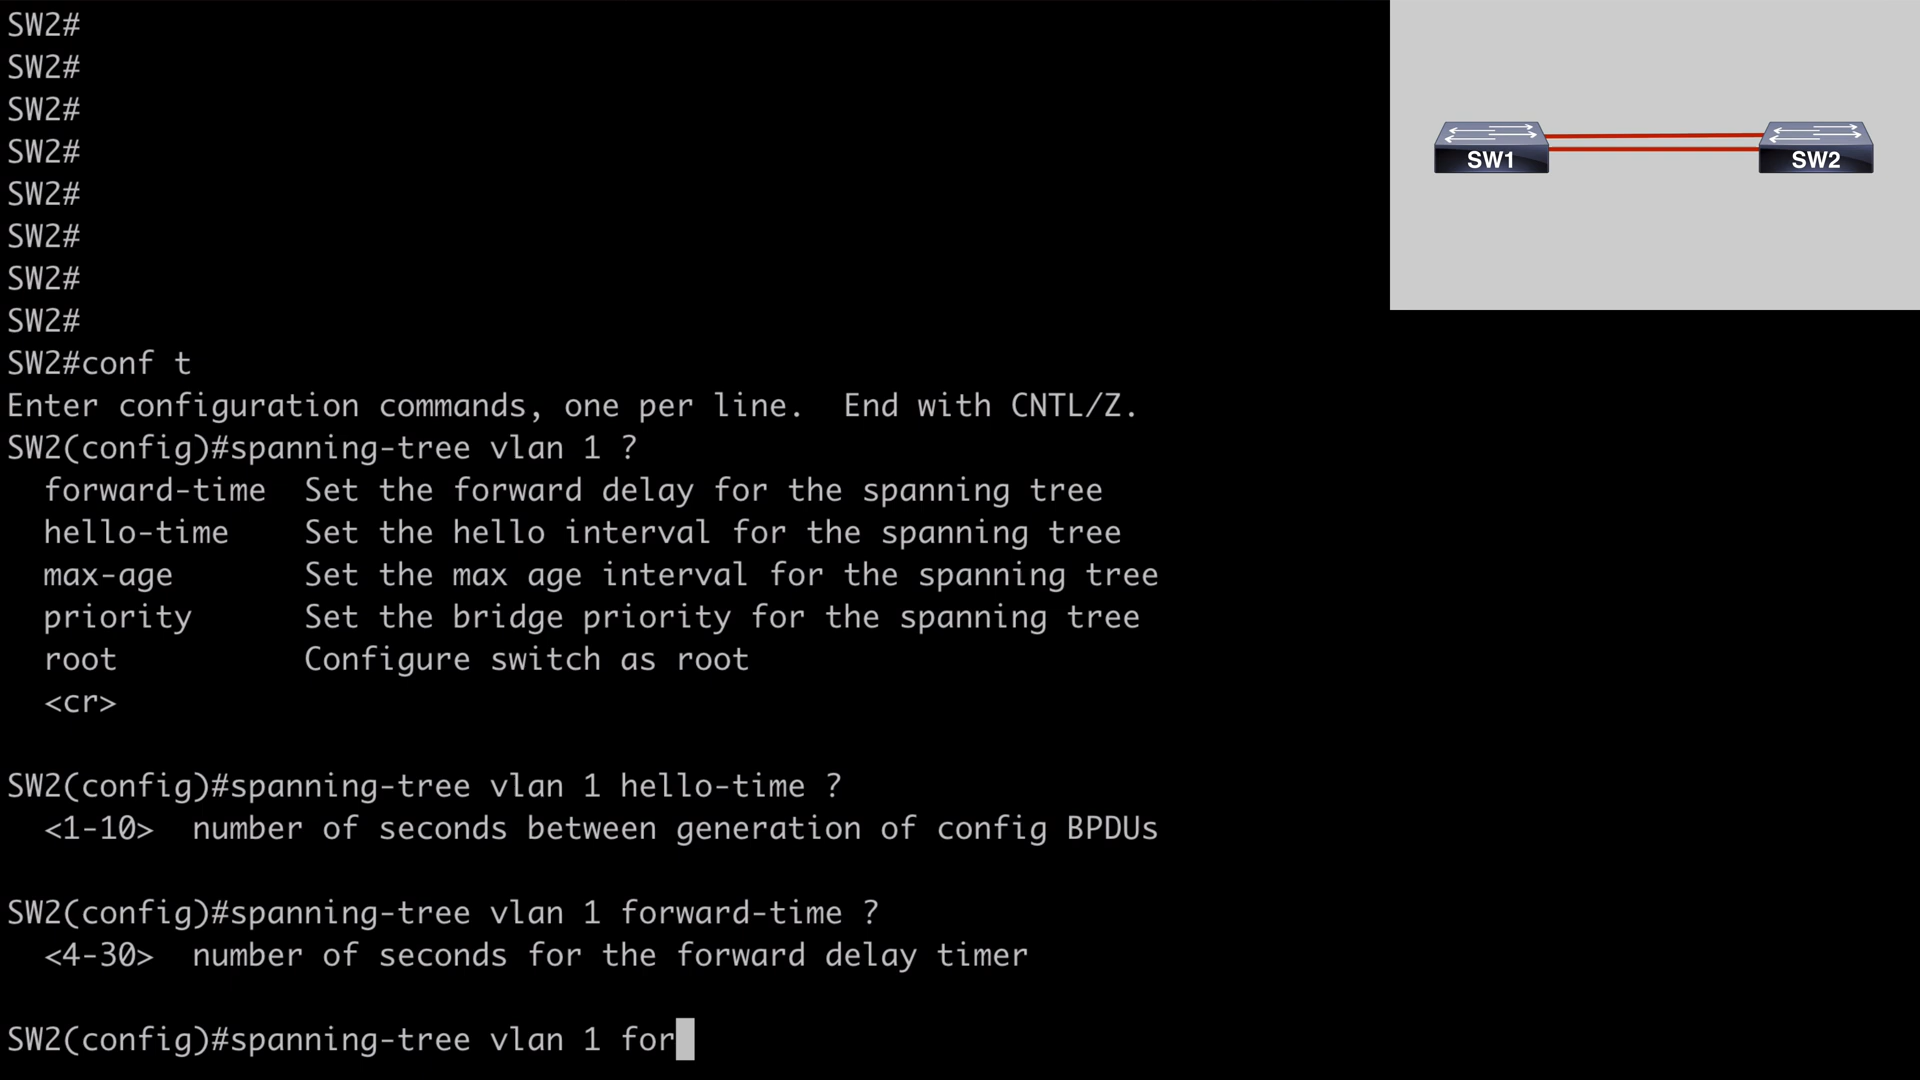 SW2#
SW2#
SW2#
SW2#
SW2#
SW2#
SW2#
SW2#
SW2#conf t
Enter configuration commands, one per line.  End with CNTL/Z.
SW2(config)#spanning-tree vlan 1 ?
  forward-time  Set the forward delay for the spanning tree
  hello-time    Set the hello interval for the spanning tree
  max-age       Set the max age interval for the spanning tree
  priority      Set the bridge priority for the spanning tree
  root          Configure switch as root
  <cr>
SW2(config)#spanning-tree vlan 1 hello-time ?
  <1-10>  number of seconds between generation of config BPDUs
SW2(config)#spanning-tree vlan 1 forward-time ?
  <4-30>  number of seconds for the forward delay timer
SW2(config)#spanning-tree vlan 1 for
SW1
SW2